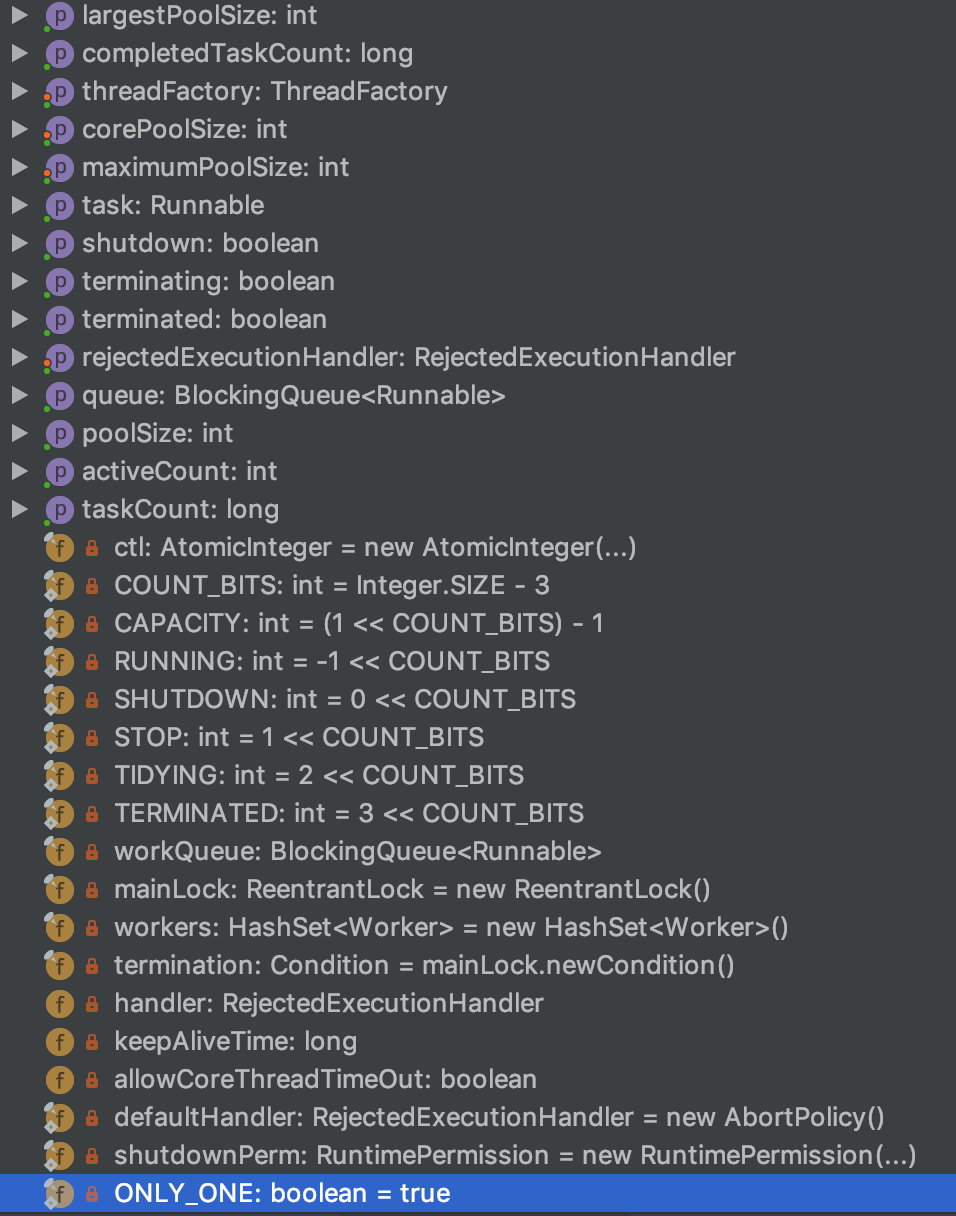 p largestPoolSize: int
p completedTaskCount: long
p threadFactory: ThreadFactory
p corePoolSize: int
p maximumPoolSize: int
p task: Runnable
p shutdown: boolean
p terminating: boolean
p terminated: boolean
p rejectedExecutionHandler: RejectedExecutionHandler
p queue: BlockingQueue<Runnable>
p poolSize: int
p activeCount: int
p taskCount: long
f ctl: AtomicInteger = new AtomicInteger(...)
f COUNT_BITS: int = Integer.SIZE - 3
f CAPACITY: int = (1 << COUNT_BITS) - 1
f RUNNING: int = -1 << COUNT_BITS
f SHUTDOWN: int = 0 << COUNT_BITS
f STOP: int = 1 << COUNT_BITS
f TIDYING: int = 2 << COUNT_BITS
f TERMINATED: int = 3 << COUNT_BITS
f workQueue: BlockingQueue<Runnable>
f mainLock: ReentrantLock = new ReentrantLock()
f workers: HashSet<Worker> = new HashSet<Worker>()
f termination: Condition = mainLock.newCondition()
f handler: RejectedExecutionHandler
f keepAliveTime: long
f allowCoreThreadTimeOut: boolean
f defaultHandler: RejectedExecutionHandler = new AbortPolicy()
f shutdownPerm: RuntimePermission = new RuntimePermission(...)
f ONLY_ONE: boolean = true